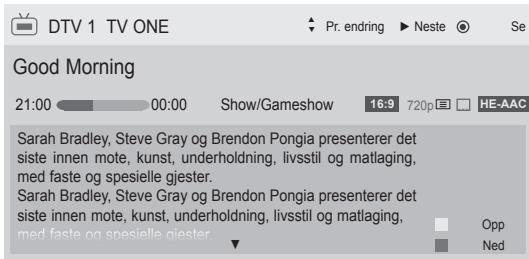 DTV 1 TV ONE Pr. endring Neste Se
Good Morning
21:00 00:00 Show/Gameshow 16:9 720p HE-AAC
Sarah Bradley, Steve Gray og Brendon Pongia presenterer det
siste innen mote, kunst, underholdning, livsstil og matlaging,
med faste og spesielle gjester.
Sarah Bradley, Steve Gray og Brendon Pongia presenterer det
siste innen mote, kunst, underholdning, livsstil og matlaging,
med faste og spesielle gjester.
Opp
Ned